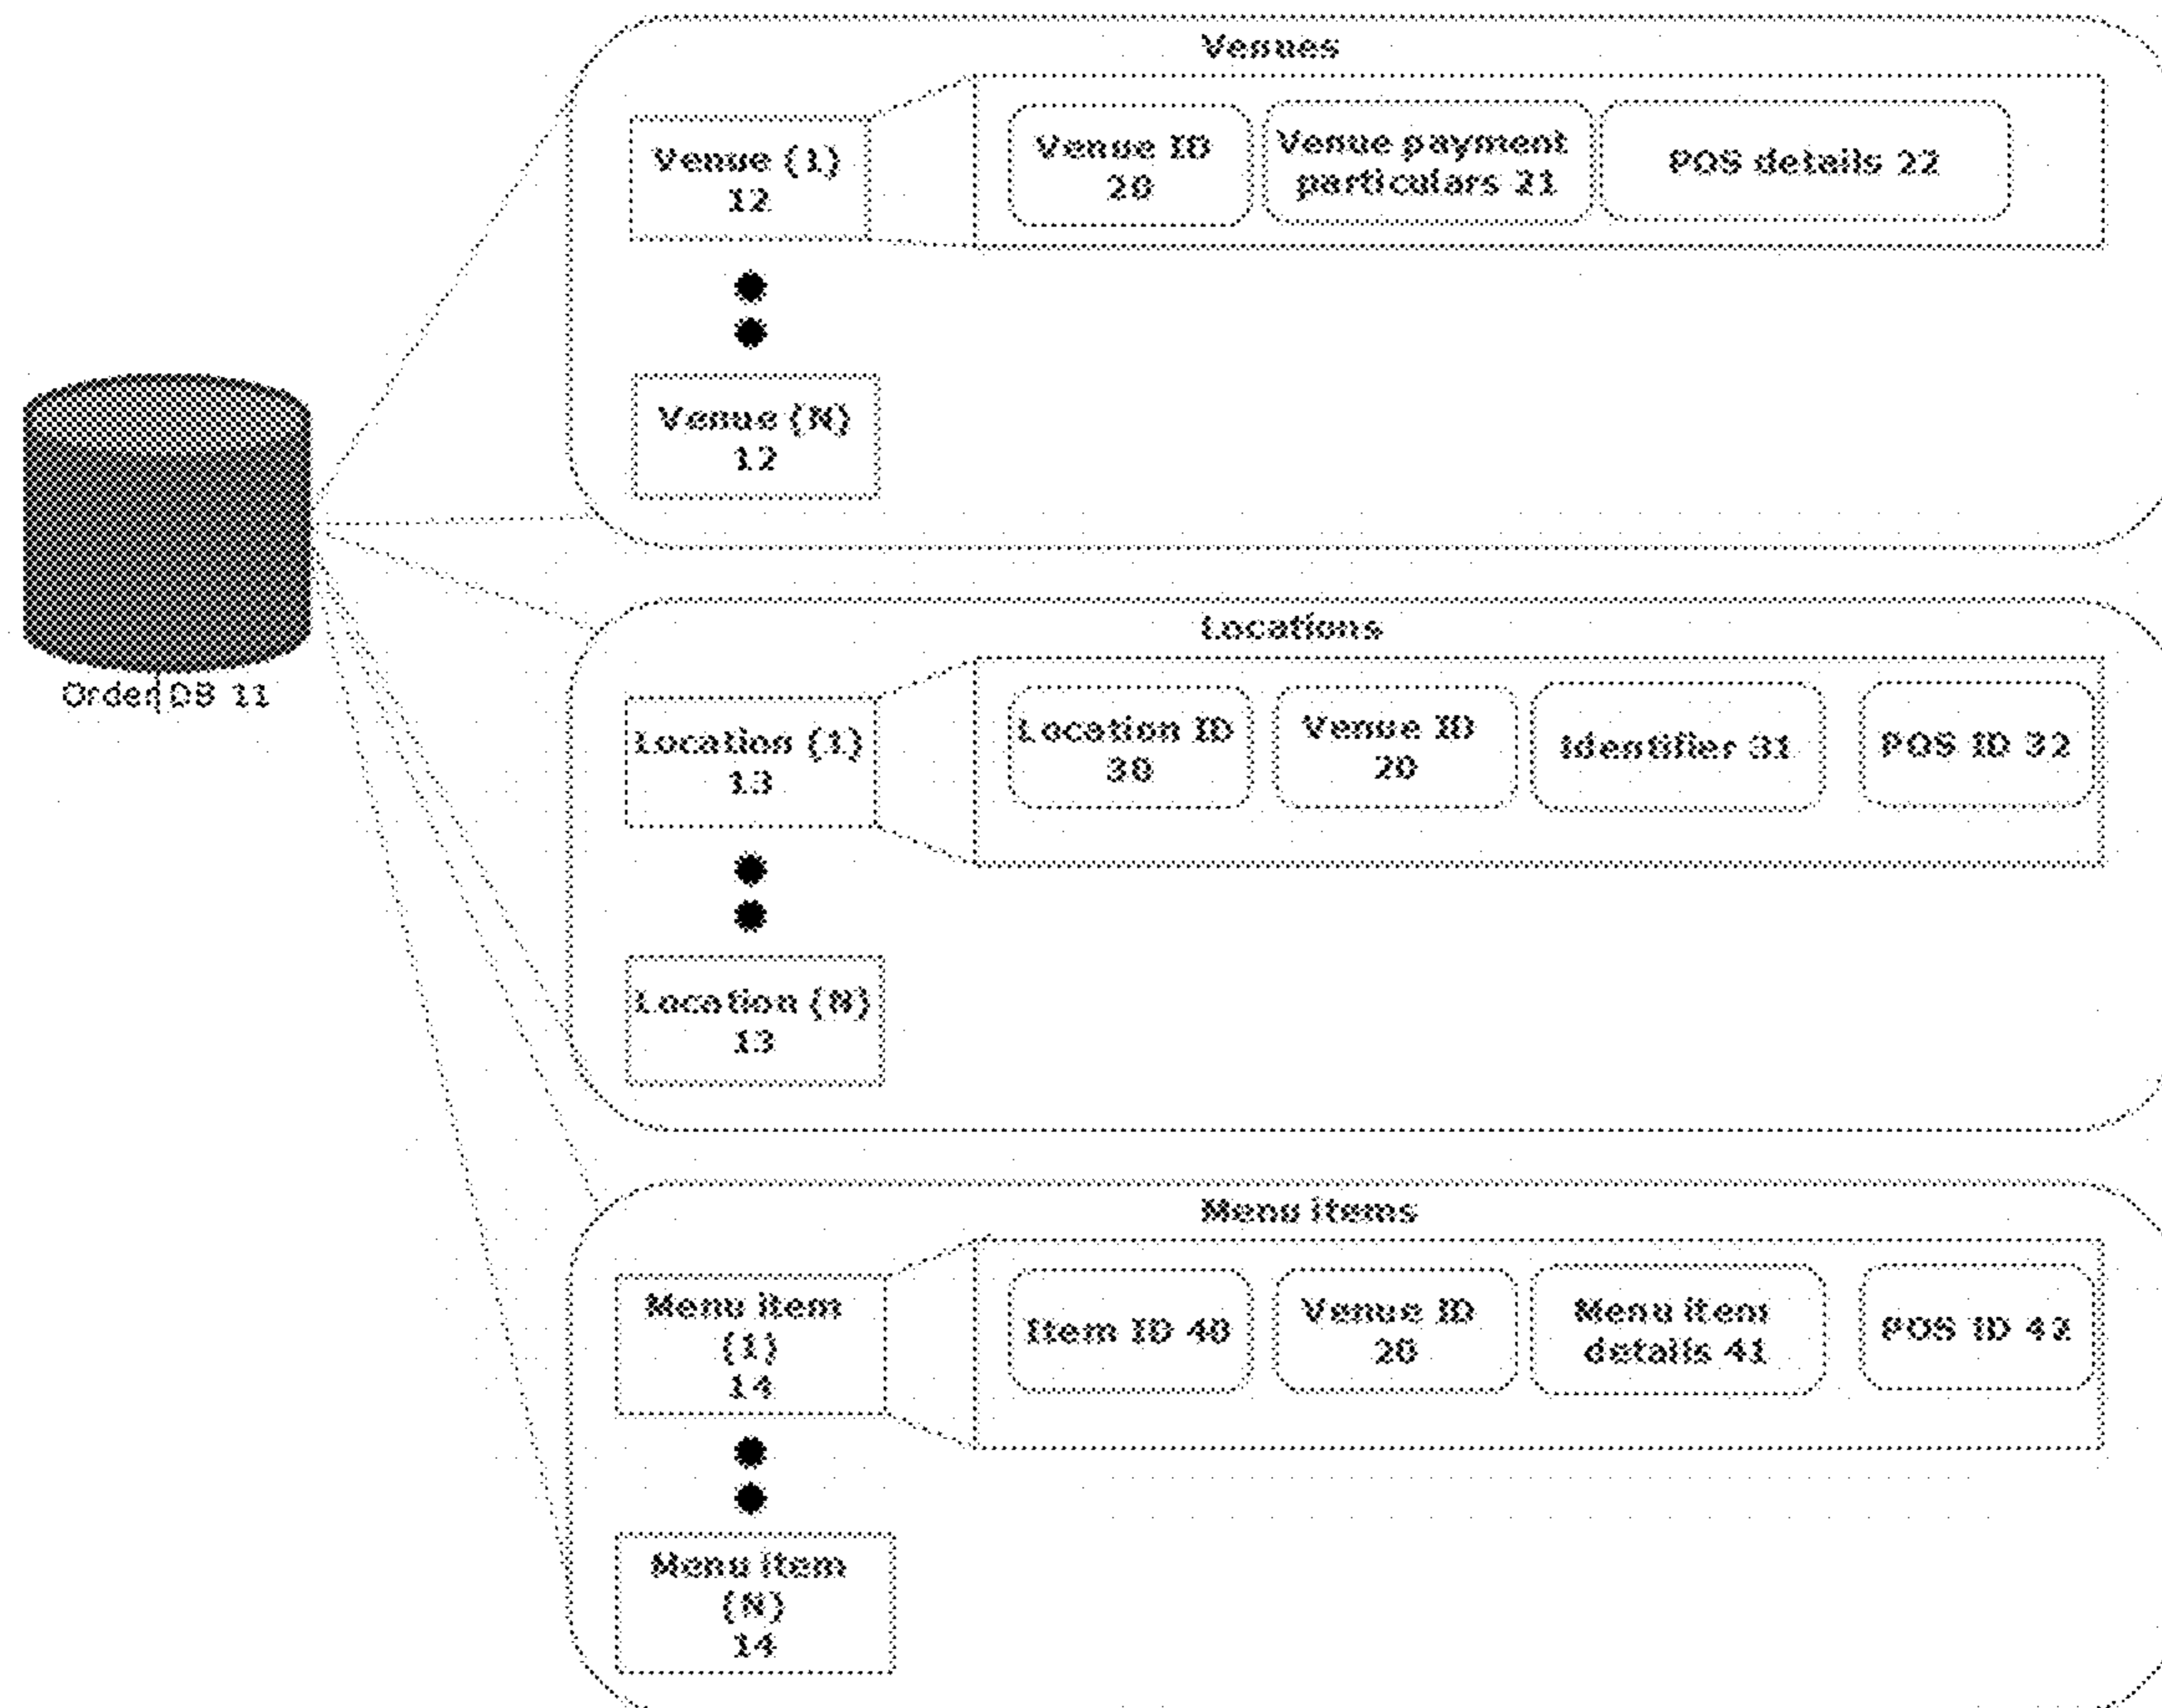 Venues
Venue (1)
12
Venue ID
20
Venue payment
particulars 21
POS details 22
Venue (N)
12
Order DB 11
Locations
Location (1)
13
Location ID
30
Venue ID
20
Identifier 31
POS ID 32
Location (N)
13
Menu items
Menu item
(1)
14
Item ID 40
Venue ID
20
Menu item
details 41
POS ID 42
Menu item
(N)
14